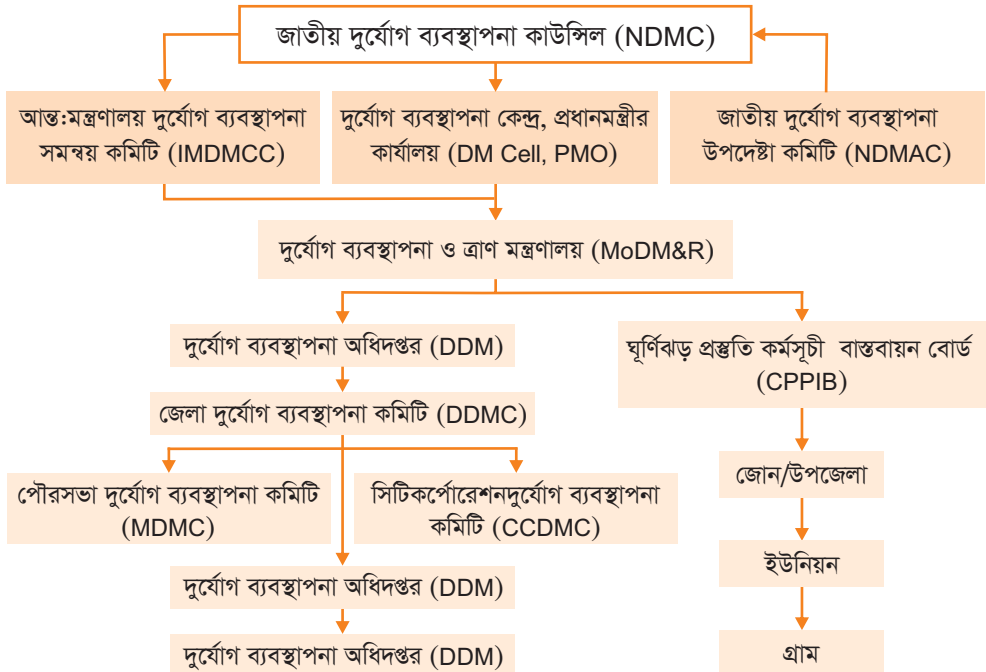 জাতীয় দুর্যোগ ব্যবস্থাপনা কাউন্সিল (NDMC)
আন্ত:মন্ত্রণালয় দুর্যোগ ব্যবস্থাপনা
সমন্বয় কমিটি (IMDMCC)
দুর্যোগ ব্যবস্থাপনা কেন্দ্র, প্রধানমন্ত্রীর
কার্যালয় (DM Cell, PMO)
জাতীয় দুর্যোগ ব্যবস্থাপনা
উপদেষ্টা কমিটি (NDMAC)
দুর্যোগ ব্যবস্থাপনা ও ত্রাণ মন্ত্রণালয় (MoDM&R)
দুর্যোগ ব্যবস্থাপনা অধিদপ্তর (DDM)
ঘূর্ণিঝড় প্রস্তুতি কর্মসূচী বাস্তবায়ন বোর্ড
(CPPIB)
জেলা দুর্যোগ ব্যবস্থাপনা কমিটি (DDMC)
পৌরসভা দুর্যোগ ব্যবস্থাপনা কমিটি
(MDMC)
সিটিকর্পোরেশনদুর্যোগ ব্যবস্থাপনা
কমিটি (CCDMC)
জোন/উপজেলা
দুর্যোগ ব্যবস্থাপনা অধিদপ্তর (DDM)
ইউনিয়ন
দুর্যোগ ব্যবস্থাপনা অধিদপ্তর (DDM)
গ্রাম